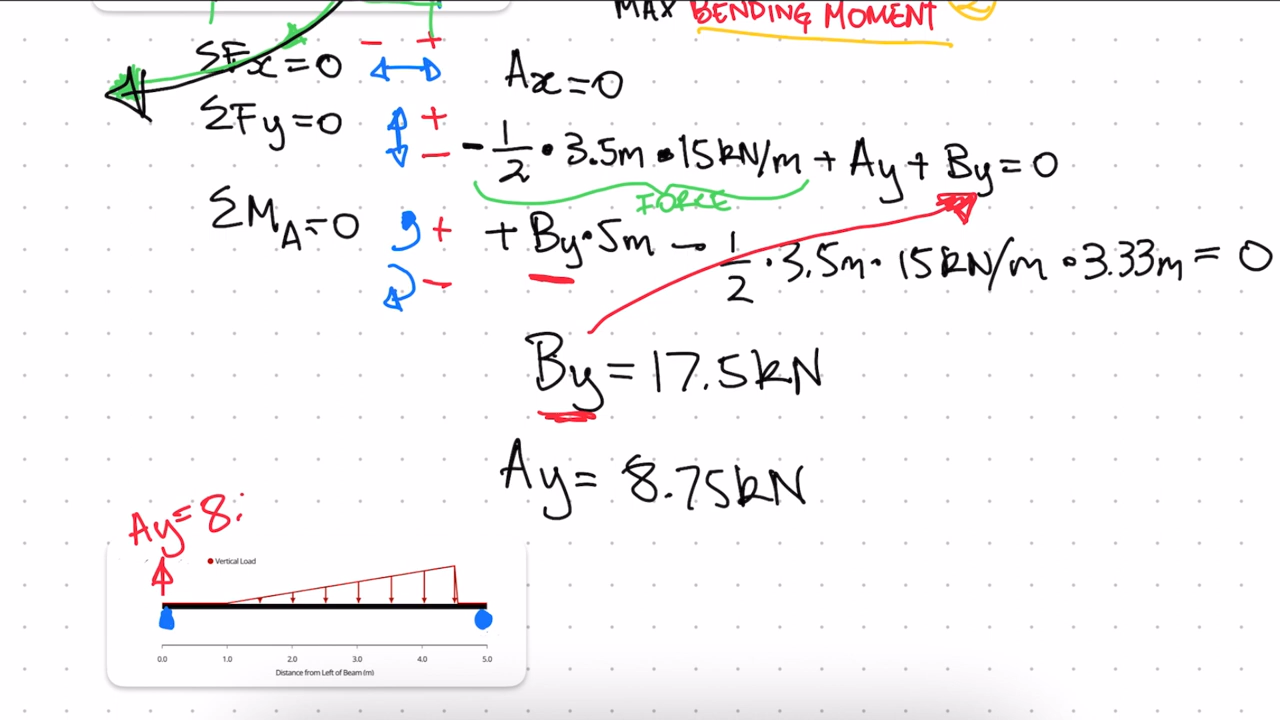 MAX BENDING MOMENT
- +
ΣFx=0 Ax=0
ΣFy=0 + - -1/2·3.5m·15kN/m + Ay + By = 0
FORCE
ΣMA=0 + - + By·5m - 1/2·3.5m·15kN/m·3.33m = 0
By = 17.5kN
Ay = 8.75kN
Ay=8.
Vertical Load
0.0 1.0 2.0 3.0 4.0 5.0
Distance from Left of Beam (m)